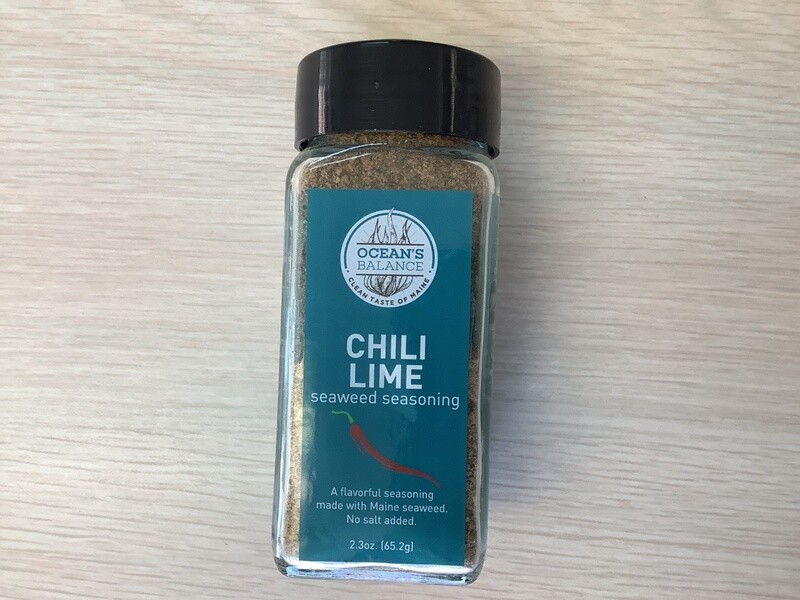 OCEAN'S
BALANCE
• CLEAN TASTE OF MAINE •
CHILI
LIME
seaweed seasoning
A flavorful seasoning
made with Maine seaweed.
No salt added.
2.3oz. (65.2g)